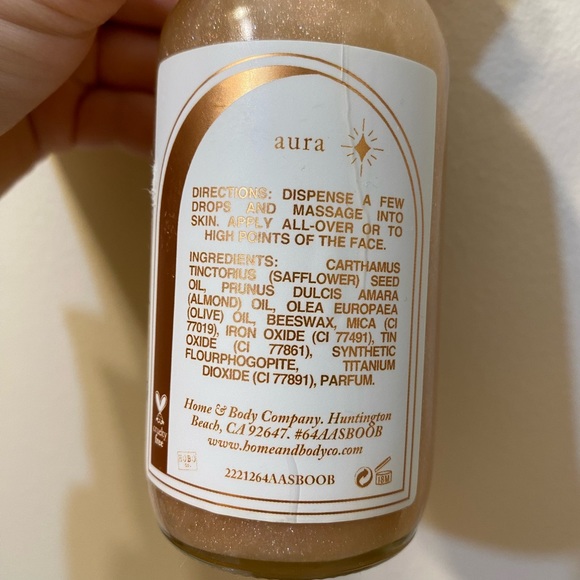 aura
DIRECTIONS: DISPENSE A FEW
DROPS AND MASSAGE INTO
SKIN. APPLY ALL-OVER OR TO
HIGH POINTS OF THE FACE.
INGREDIENTS: CARTHAMUS
TINCTORIUS (SAFFLOWER) SEED
OIL, PRUNUS DULCIS AMARA
(ALMOND) OIL, OLEA EUROPAEA
(OLIVE) OIL, BEESWAX, MICA (CI
77019), IRON OXIDE (CI 77491), TIN
OXIDE (CI 77861), SYNTHETIC
FLOURPHOGOPITE, TITANIUM
DIOXIDE (CI 77891), PARFUM.
Home & Body Company. Huntington
Beach, CA 92647. #64AASBOOB
www.homeandbodyco.com
cruelty
free
2221264AASBOOB
18M